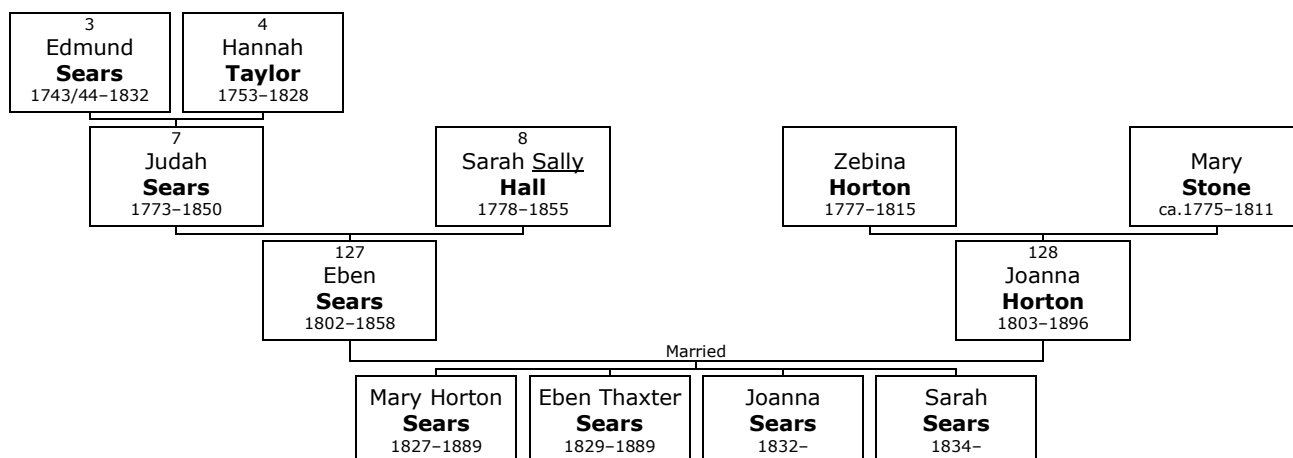 3
Edmund
Sears
1743/44–1832
4
Hannah
Taylor
1753–1828
7
Judah
Sears
1773–1850
8
Sarah Sally
Hall
1778–1855
Zebina
Horton
1777–1815
Mary
Stone
ca.1775–1811
127
Eben
Sears
1802–1858
128
Joanna
Horton
1803–1896
Married
Mary Horton
Sears
1827–1889
Eben Thaxter
Sears
1829–1889
Joanna
Sears
1832–
Sarah
Sears
1834–